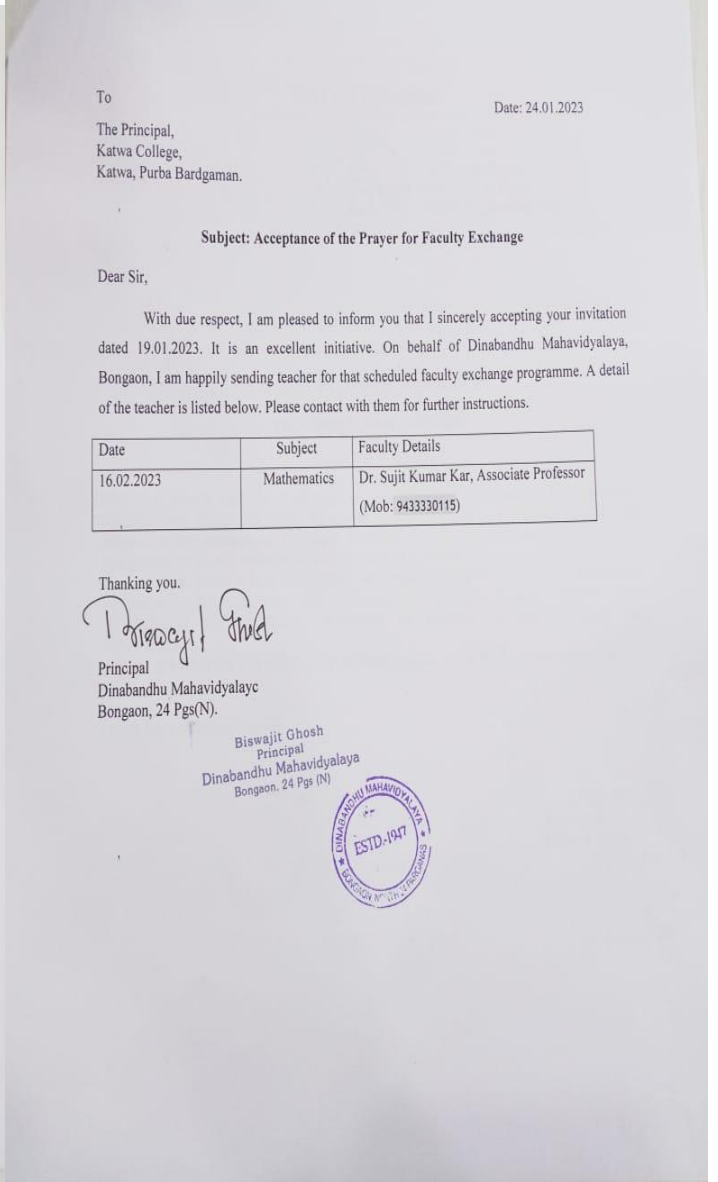 To
Date: 24.01.2023
The Principal,
Katwa College,
Katwa, Purba Bardgaman.
Subject: Acceptance of the Prayer for Faculty Exchange
Dear Sir,
With due respect, I am pleased to inform you that I sincerely accepting your invitation
dated 19.01.2023. It is an excellent initiative. On behalf of Dinabandhu Mahavidyalaya,
Bongaon, I am happily sending teacher for that scheduled faculty exchange programme. A detail
of the teacher is listed below. Please contact with them for further instructions.
Date Subject Faculty Details
16.02.2023 Mathematics Dr. Sujit Kumar Kar, Associate Professor
(Mob: 9433330115)
Thanking you.
Biswajit Ghosh
Principal
Dinabandhu Mahavidyalayc
Bongaon, 24 Pgs(N).
Biswajit Ghosh
Principal
Dinabandhu Mahavidyalaya
Bongaon. 24 Pgs (N)
DINABANDHU MAHAVIDYALAYA
ESTD.-1947
BONGAON PARGANAS